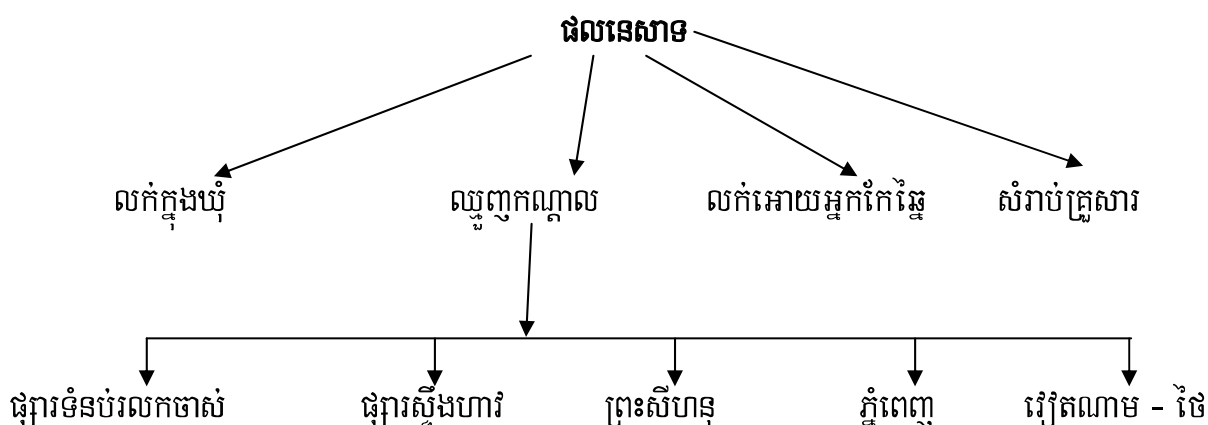 ផលនេសាទ
លក់ក្នុងឃុំ ឈ្មួញកណ្តាល លក់អោយអ្នកកែឆ្នៃ សំរាប់គ្រួសារ
ផ្សារទំនប់រលកចាស់ ផ្សារស្ទឹងហាវ ព្រះសីហនុ ភ្នំពេញ វៀតណាម - ថៃ